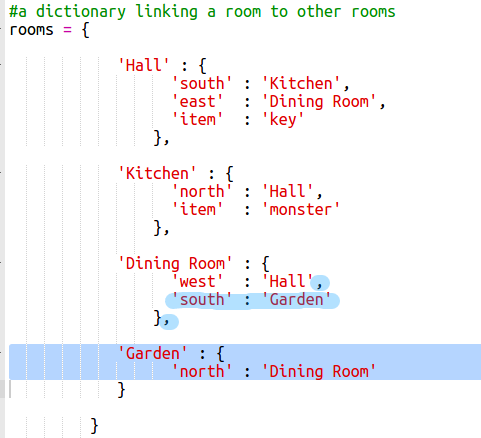 #a dictionary linking a room to other rooms
rooms = {
'Hall' : {
'south' : 'Kitchen',
'east'  : 'Dining Room',
'item'  : 'key'
},
'Kitchen' : {
'north' : 'Hall',
'item'  : 'monster'
},
'Dining Room' : {
'west'  : 'Hall',
'south' : 'Garden'
},
'Garden' : {
'north' : 'Dining Room'
}
}